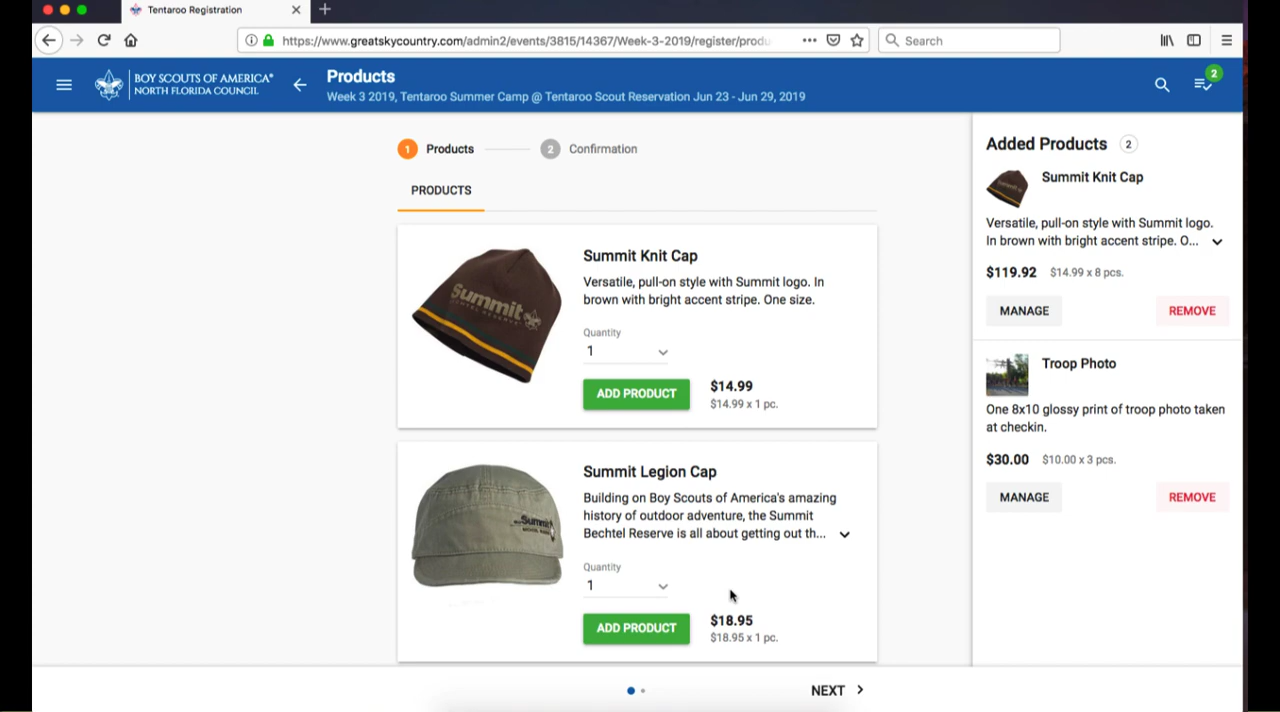 Tentaroo Registration
https://www.greatskycountry.com/admin2/events/3815/14367/Week-3-2019/register/produ
Search
BOY SCOUTS OF AMERICA®
NORTH FLORIDA COUNCIL
Products
Week 3 2019, Tentaroo Summer Camp @ Tentaroo Scout Reservation Jun 23 - Jun 29, 2019
2
1 Products
2 Confirmation
PRODUCTS
Summit
Summit Knit Cap
Versatile, pull-on style with Summit logo. In
brown with bright accent stripe. One size.
Quantity
1
ADD PRODUCT
$14.99
$14.99 x 1 pc.
Summit
Summit Legion Cap
Building on Boy Scouts of America's amazing
history of outdoor adventure, the Summit
Bechtel Reserve is all about getting out th...
Quantity
1
ADD PRODUCT
$18.95
$18.95 x 1 pc.
Added Products 2
Summit Knit Cap
Versatile, pull-on style with Summit logo.
In brown with bright accent stripe. O...
$119.92 $14.99 x 8 pcs.
MANAGE REMOVE
Troop Photo
One 8x10 glossy print of troop photo taken
at checkin.
$30.00 $10.00 x 3 pcs.
MANAGE REMOVE
NEXT